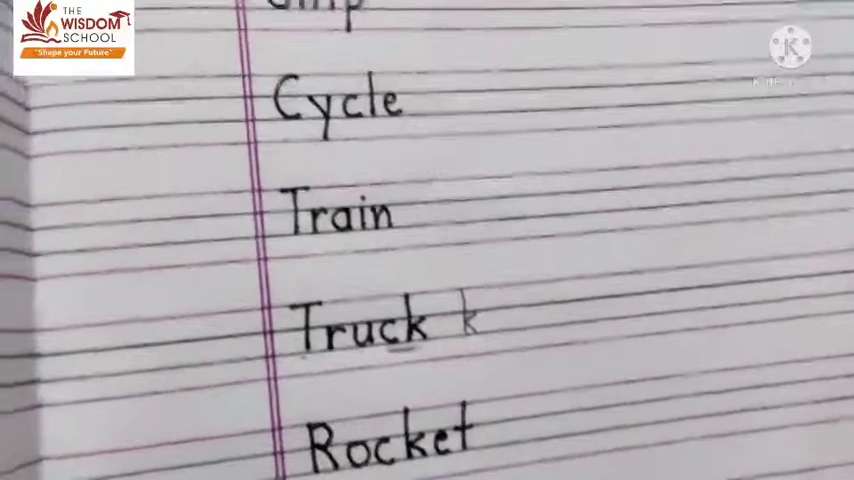 THE
WISDOM
SCHOOL
"Shape your Future"
K
Cycle
Train
Truck k
Rocket